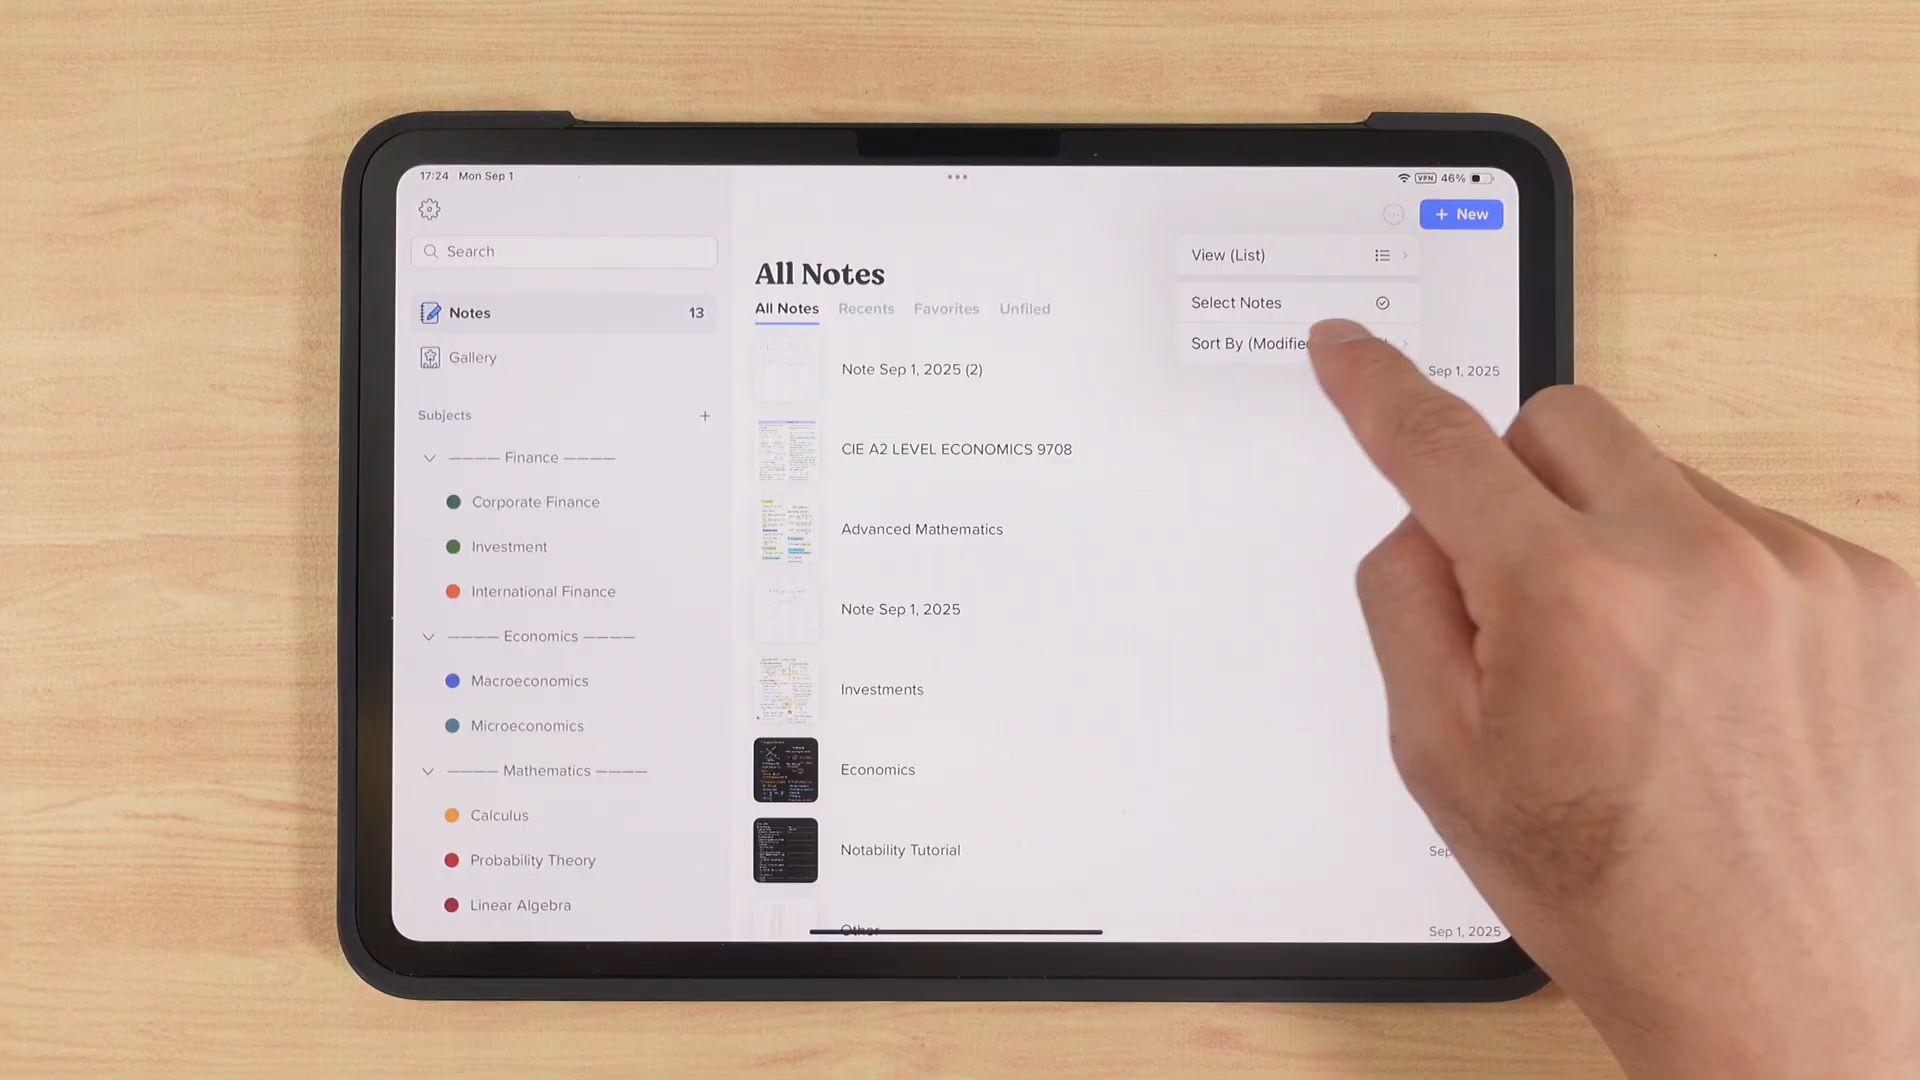 17:24 Mon Sep 1
VPN 46%
+ New
Search
Notes 13
Gallery
Subjects +
———— Finance ————
Corporate Finance
Investment
International Finance
———— Economics ————
Macroeconomics
Microeconomics
———— Mathematics ————
Calculus
Probability Theory
Linear Algebra
All Notes
All Notes Recents Favorites Unfiled
View (List)
Select Notes
Sort By
Note Sep 1, 2025 (2) Sep 1, 2025
CIE A2 LEVEL ECONOMICS 9708
Advanced Mathematics
Note Sep 1, 2025
Investments
Economics
Notability Tutorial Sep
Other Sep 1, 2025